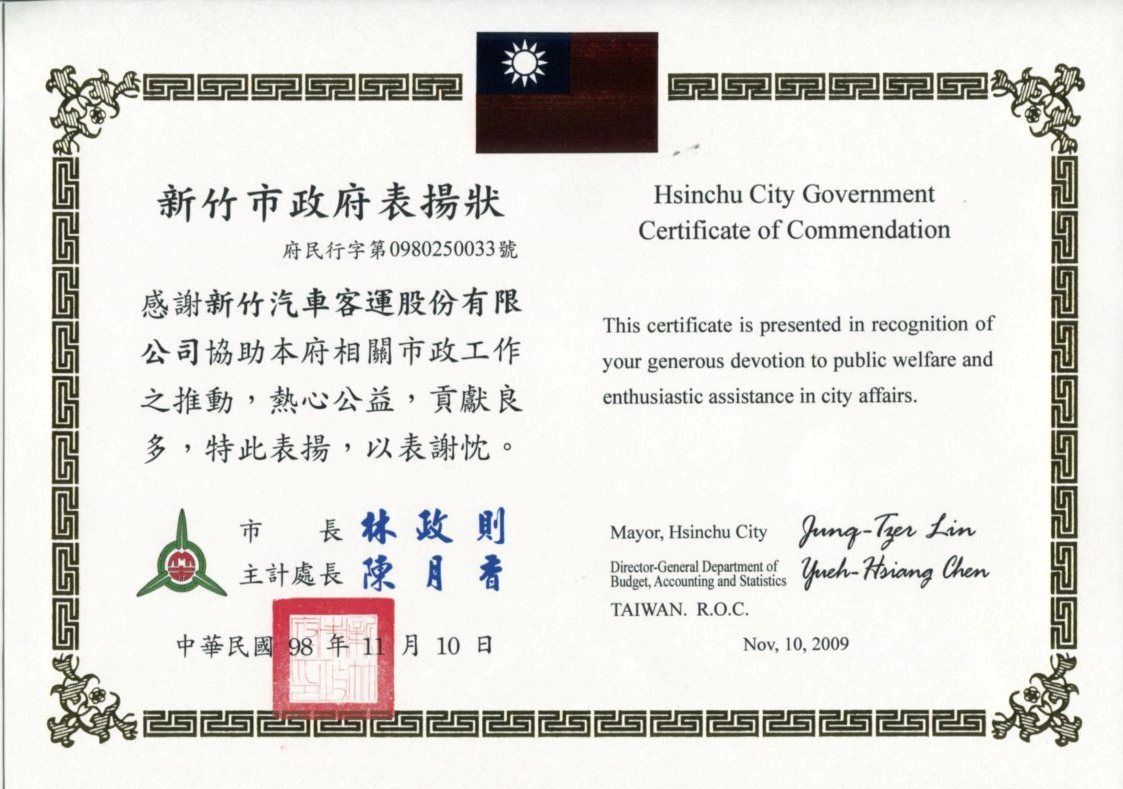 新竹市政府表揚狀
府民行字第0980250033號
感謝新竹汽車客運股份有限
公司協助本府相關市政工作
之推動，熱心公益，貢獻良
多，特此表揚，以表謝忱。
市長 林政則
主計處長 陳月香
中華民國 98 年 11 月 10 日
Hsinchu City Government
Certificate of Commendation
This certificate is presented in recognition of
your generous devotion to public welfare and
enthusiastic assistance in city affairs.
Mayor, Hsinchu City Jung-Tzer Lin
Director-General Department of
Budget, Accounting and Statistics Yueh-Hsiang Chen
TAIWAN. R.O.C.
Nov, 10, 2009